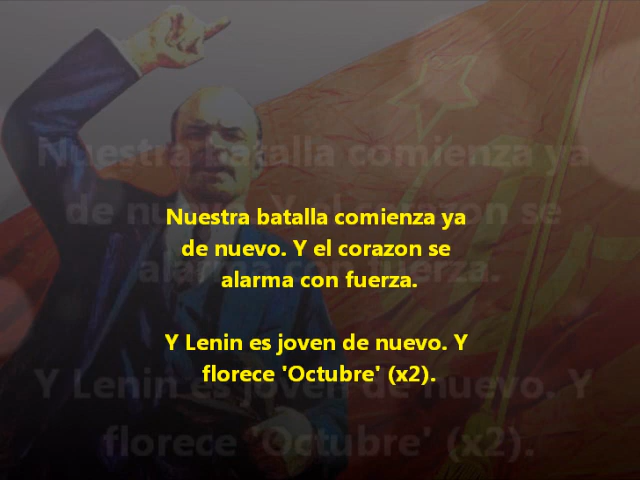 Nuestra batalla comienza ya
de nuevo. Y el corazon se
alarma con fuerza.
Y Lenin es joven de nuevo. Y
florece 'Octubre' (x2).